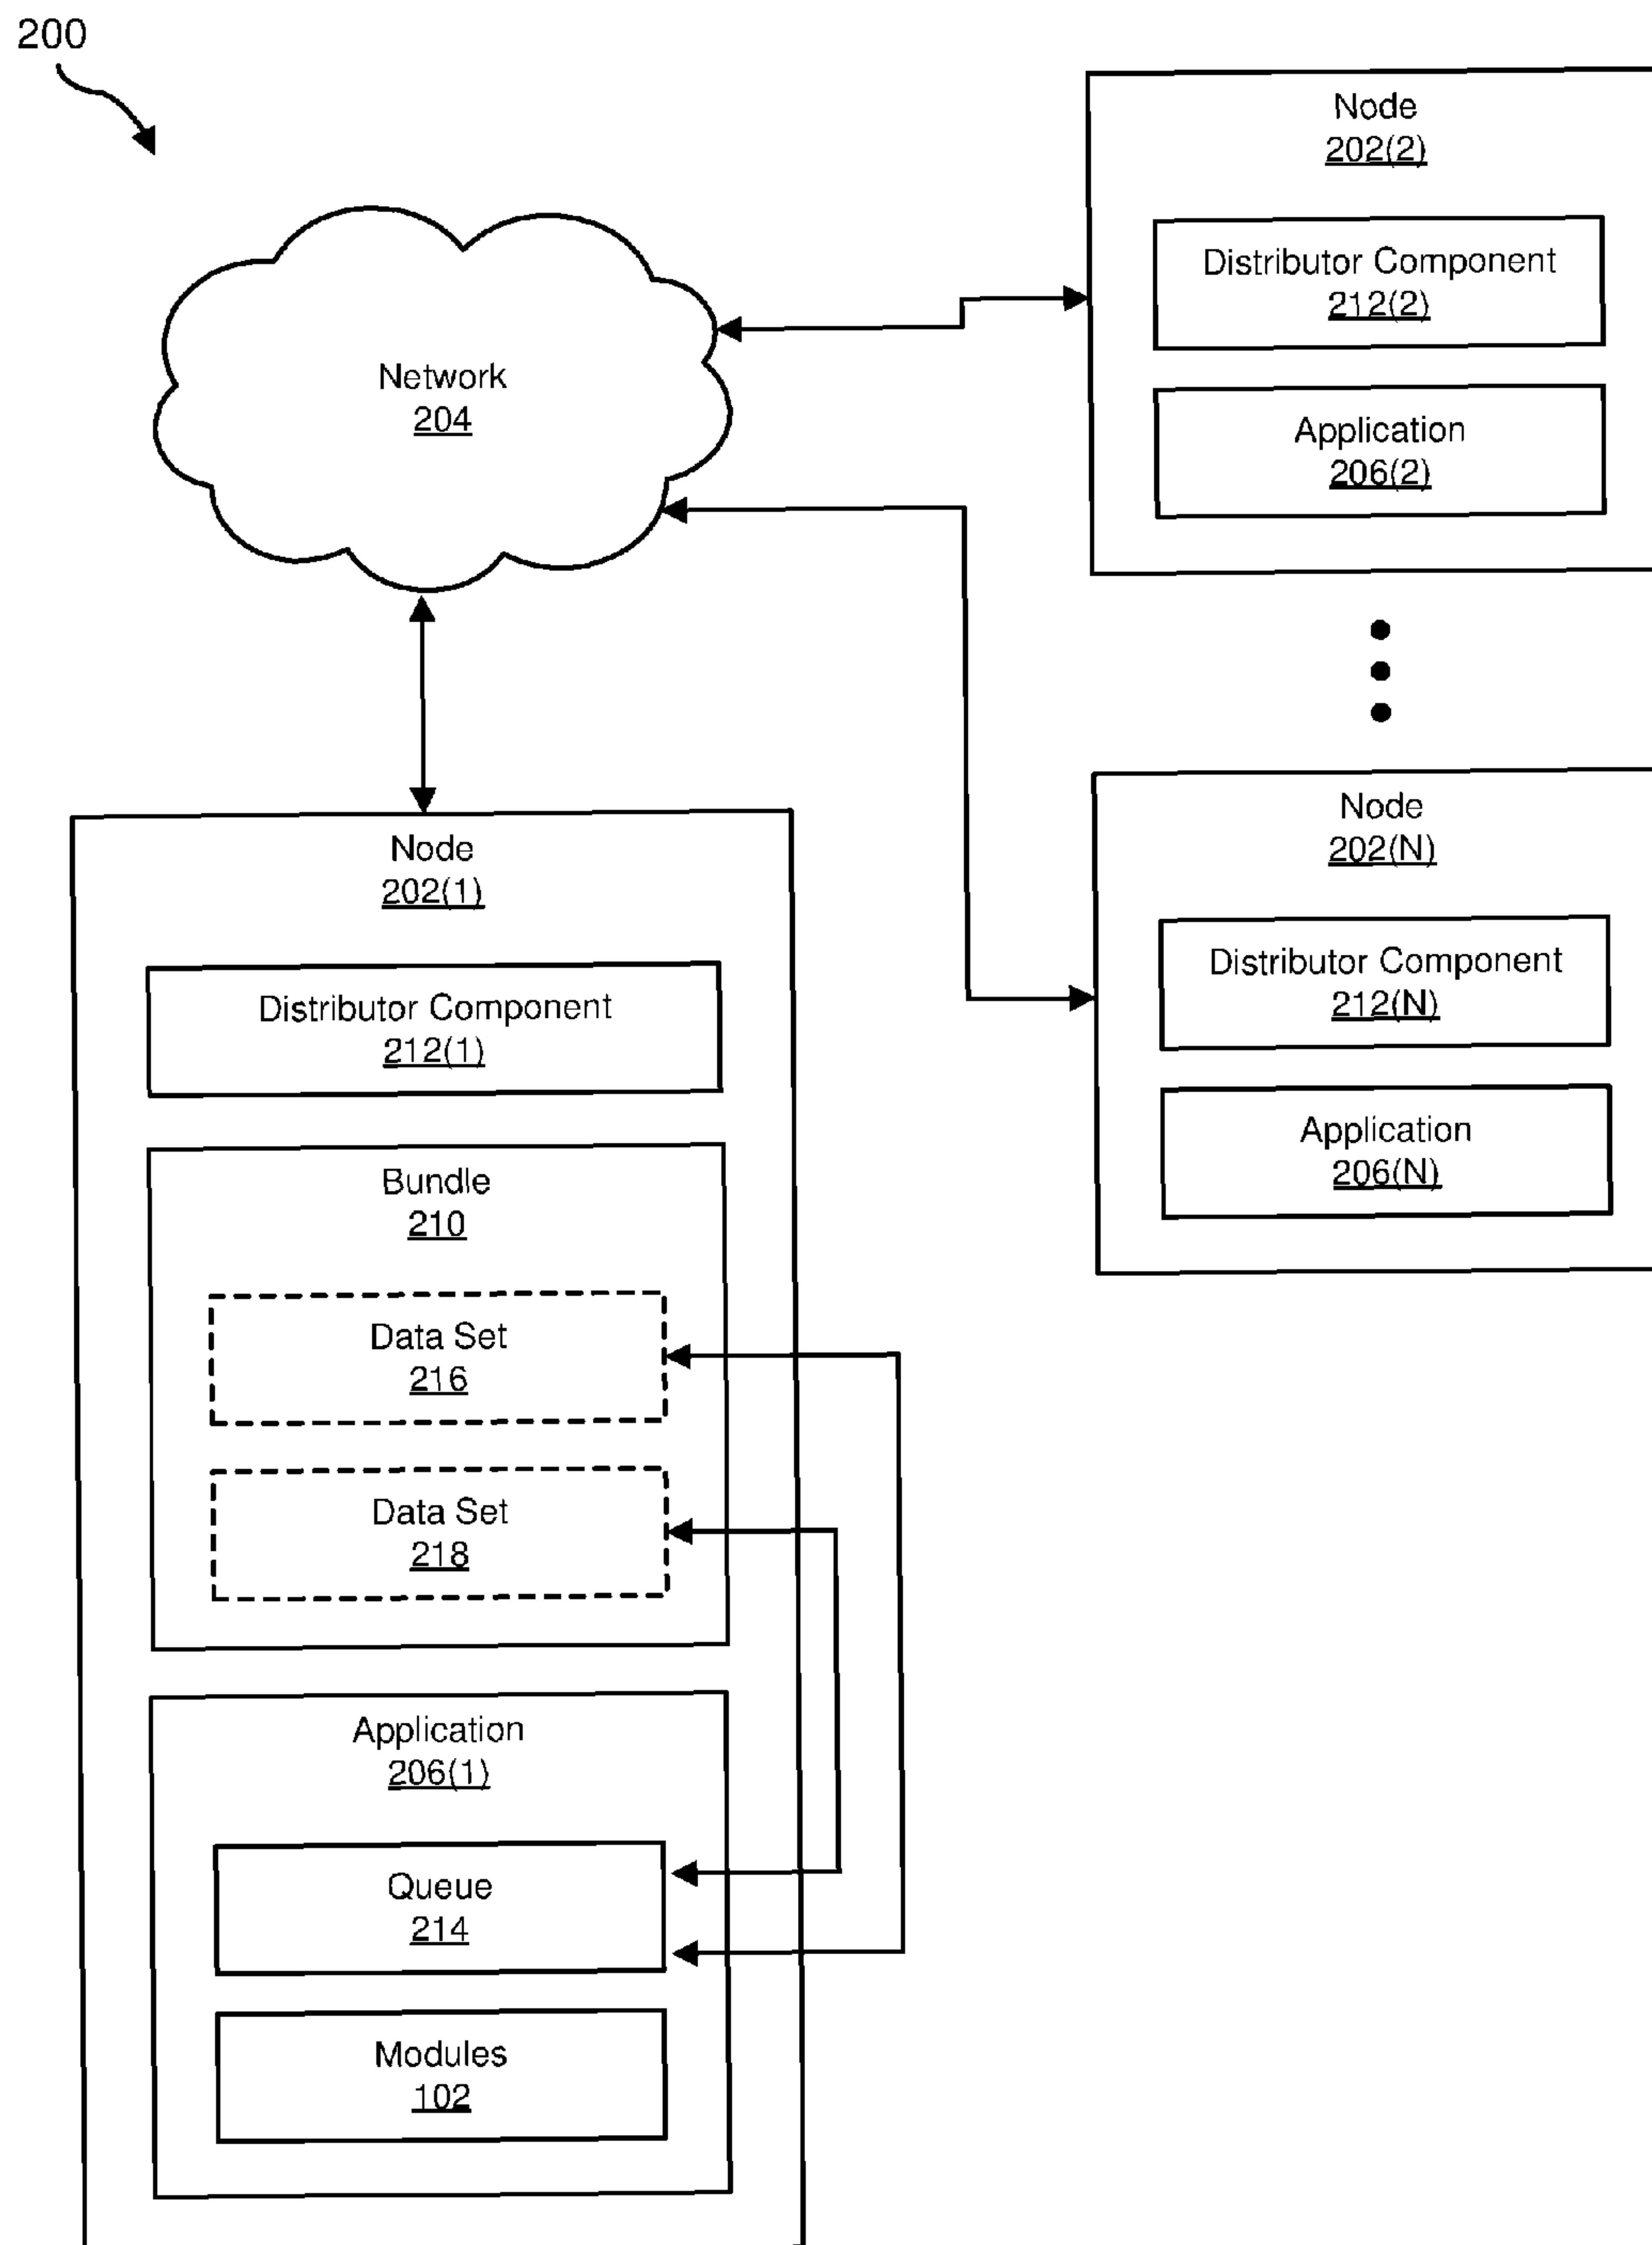 200
Node
202(2)
Distributor Component
212(2)
Application
206(2)
Network
204
Node
202(N)
Distributor Component
212(N)
Application
206(N)
Node
202(1)
Distributor Component
212(1)
Bundle
210
Data Set
216
Data Set
218
Application
206(1)
Queue
214
Modules
102